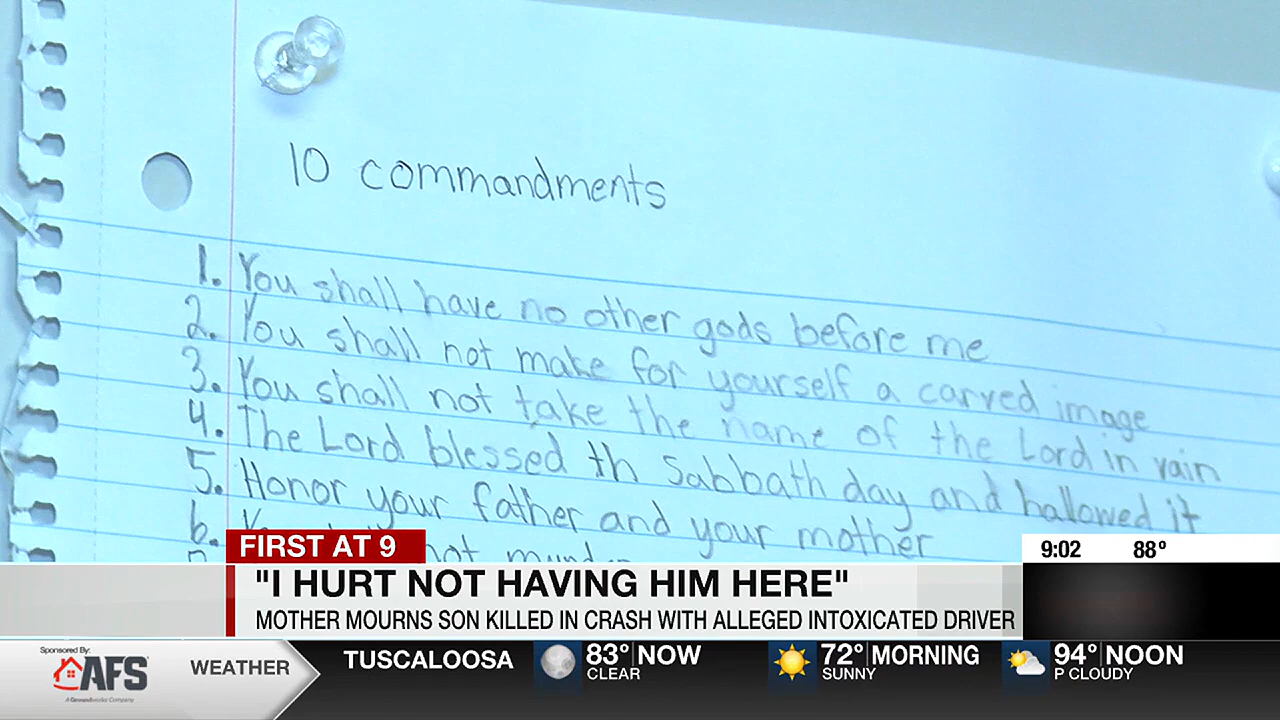 10 commandments
1. You shall have no other gods before me
2. You shall not make for yourself a carved image
3. You shall not take the name of the Lord in vain
4. The Lord blessed th Sabbath day and hallowed it
5. Honor your father and your mother
6. not
FIRST AT 9
9:02 88°
"I HURT NOT HAVING HIM HERE"
MOTHER MOURNS SON KILLED IN CRASH WITH ALLEGED INTOXICATED DRIVER
Sponsored By:
AFS
A Groundworks Company
WEATHER
TUSCALOOSA
83° NOW
CLEAR
72° MORNING
SUNNY
94° NOON
P CLOUDY